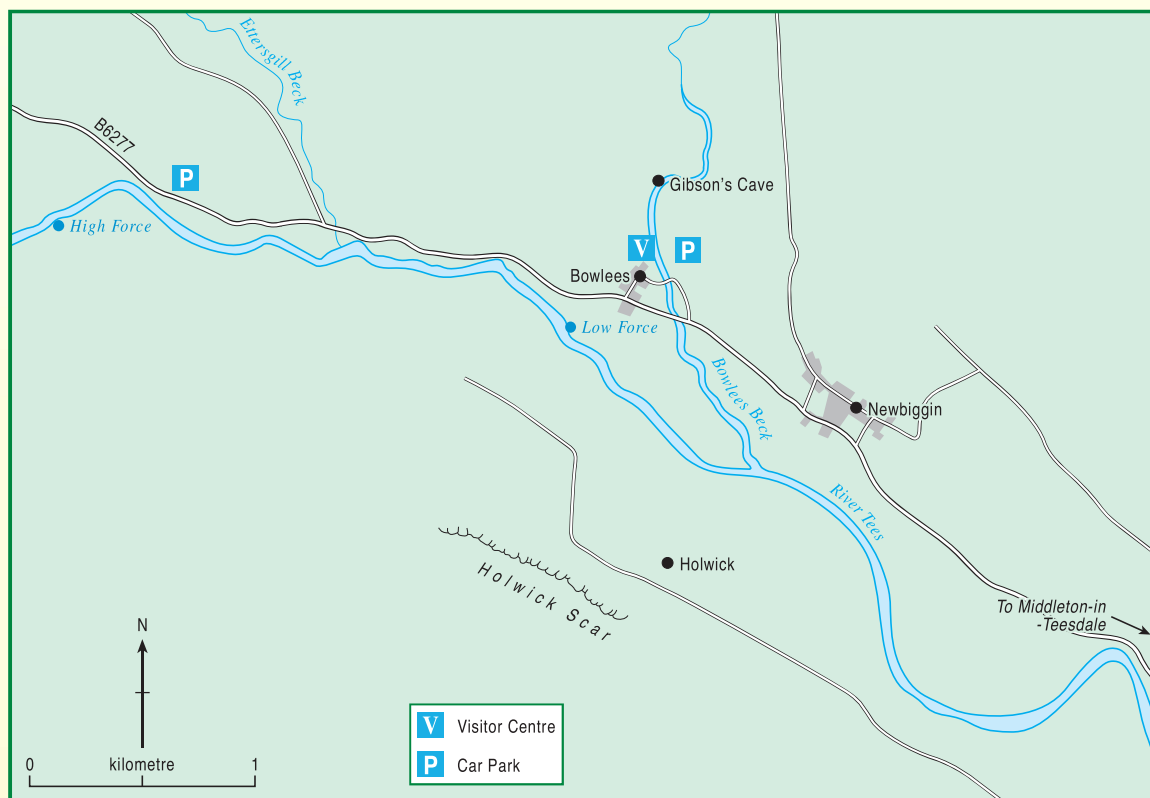 Ettersgill Beck
B6277
P
High Force
Gibson's Cave
V
P
Bowlees
Low Force
Bowlees Beck
Newbiggin
River Tees
Holwick
Holwick Scar
To Middleton-in
-Teesdale
N
0 kilometre 1
V Visitor Centre
P Car Park